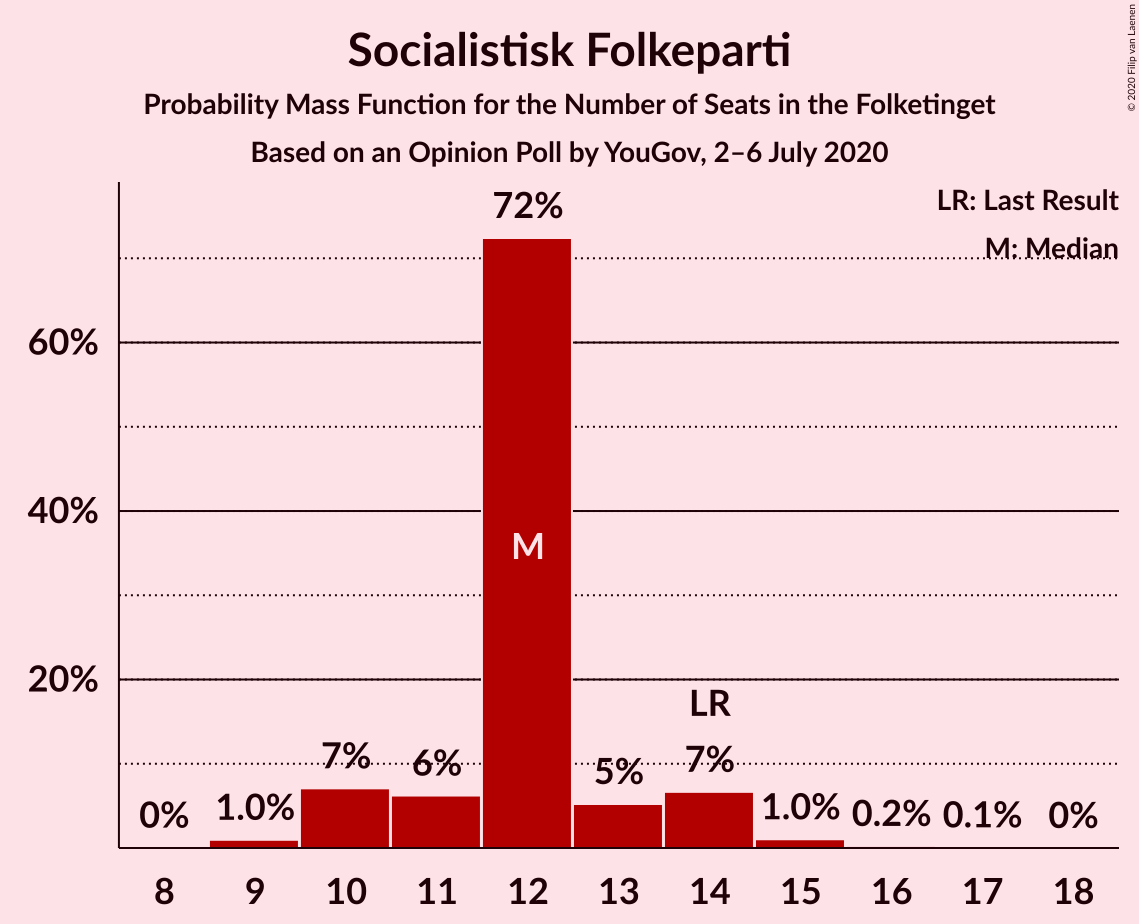 Socialistisk Folkeparti
Probability Mass Function for the Number of Seats in the Folketinget
Based on an Opinion Poll by YouGov, 2–6 July 2020
© 2020 Filip van Laenen
LR: Last Result
M: Median
72%
60%
40%
M
20%
LR
0%
1.0%
7%
6%
5%
7%
1.0%
0.2%
0.1%
0%
8 9 10 11 12 13 14 15 16 17 18